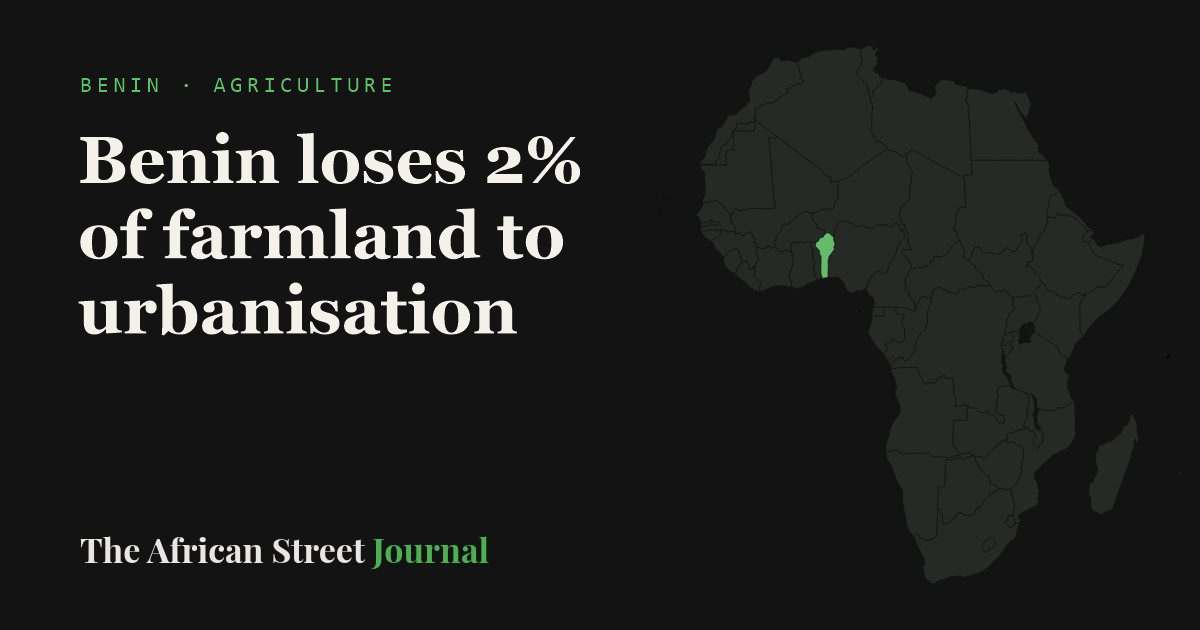 BENIN · AGRICULTURE
Benin loses 2%
of farmland to
urbanisation
The African Street Journal